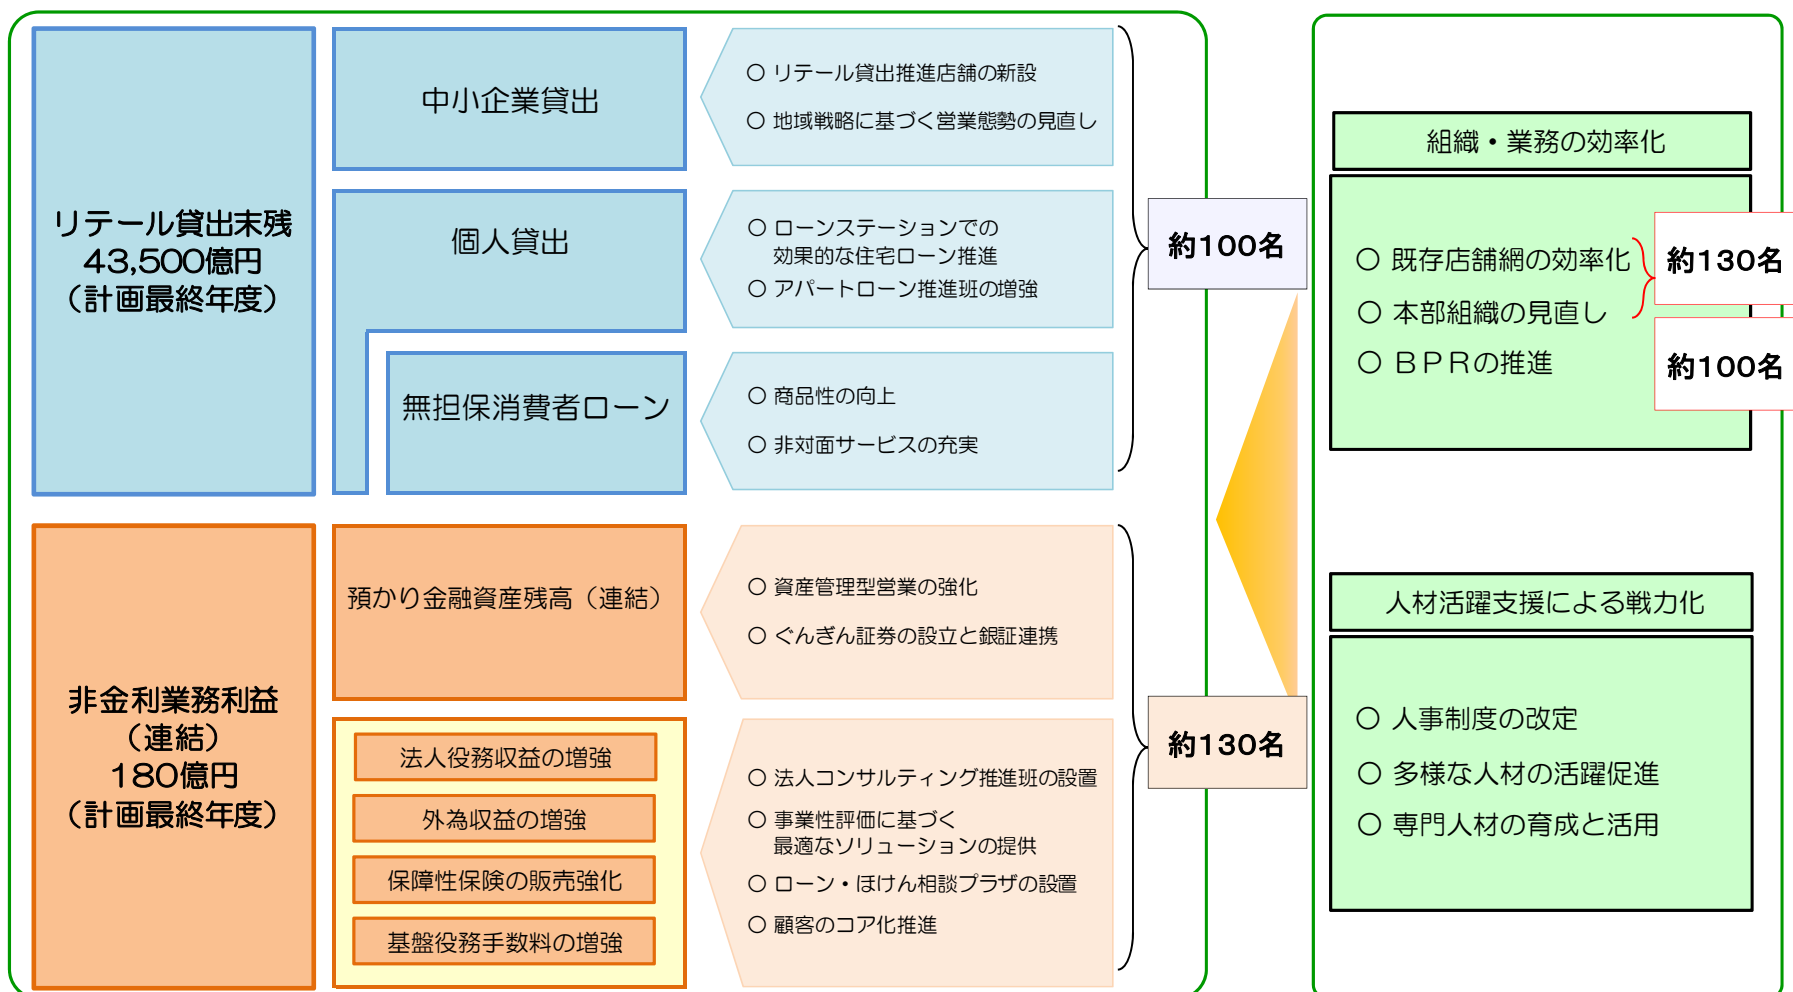 リテール貸出末残
43,500億円
（計画最終年度）
中小企業貸出
○ リテール貸出推進店舗の新設
○ 地域戦略に基づく営業態勢の見直し
個人貸出
○ ローンステーションでの
効果的な住宅ローン推進
○ アパートローン推進班の増強
無担保消費者ローン
○ 商品性の向上
○ 非対面サービスの充実
約100名
非金利業務利益
（連結）
180億円
（計画最終年度）
預かり金融資産残高（連結）
○ 資産管理型営業の強化
○ ぐんぎん証券の設立と銀証連携
法人役務収益の増強
外為収益の増強
保障性保険の販売強化
基盤役務手数料の増強
○ 法人コンサルティング推進班の設置
○ 事業性評価に基づく
最適なソリューションの提供
○ ローン・ほけん相談プラザの設置
○ 顧客のコア化推進
約130名
組織・業務の効率化
○ 既存店舗網の効率化
○ 本部組織の見直し
○ ＢＰＲの推進
約130名
約100名
人材活躍支援による戦力化
○ 人事制度の改定
○ 多様な人材の活躍促進
○ 専門人材の育成と活用